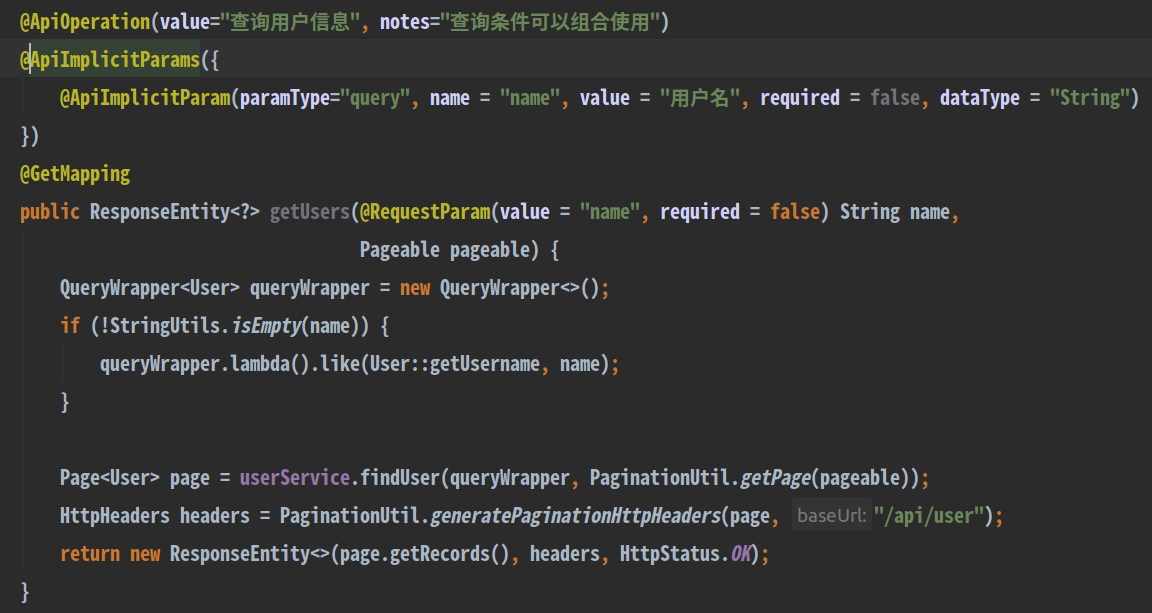 @ApiOperation(value="查询用户信息", notes="查询条件可以组合使用")
@ApiImplicitParams({
@ApiImplicitParam(paramType="query", name = "name", value = "用户名", required = false, dataType = "String")
})
@GetMapping
public ResponseEntity<?> getUsers(@RequestParam(value = "name", required = false) String name,
Pageable pageable) {
QueryWrapper<User> queryWrapper = new QueryWrapper<>();
if (!StringUtils.isEmpty(name)) {
queryWrapper.lambda().like(User::getUsername, name);
}
Page<User> page = userService.findUser(queryWrapper, PaginationUtil.getPage(pageable));
HttpHeaders headers = PaginationUtil.generatePaginationHttpHeaders(page, baseUrl: "/api/user");
return new ResponseEntity<>(page.getRecords(), headers, HttpStatus.OK);
}